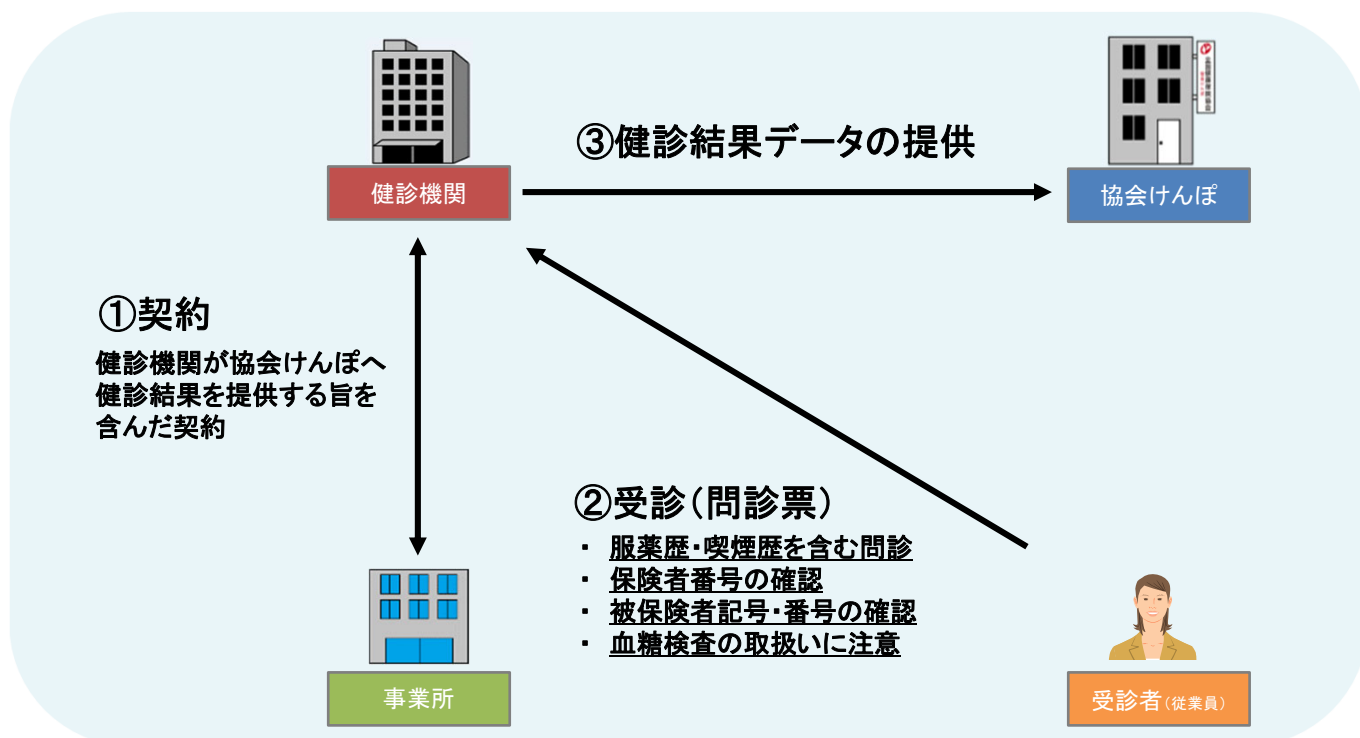 ③健診結果データの提供
健診機関
協会けんぽ
①契約
健診機関が協会けんぽへ
健診結果を提供する旨を
含んだ契約
②受診(問診票)
・ 服薬歴・喫煙歴を含む問診
・ 保険者番号の確認
・ 被保険者記号・番号の確認
・ 血糖検査の取扱いに注意
事業所
受診者(従業員)